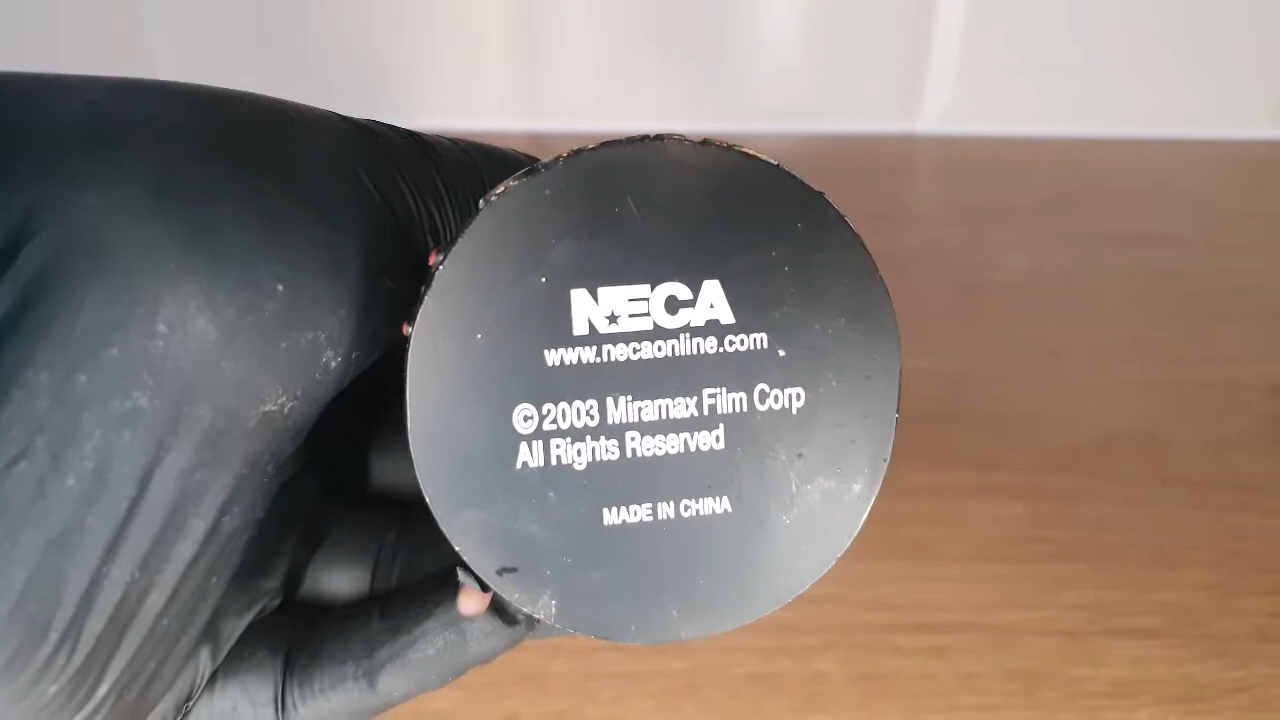 NECA
www.necaonline.com
© 2003 Miramax Film Corp
All Rights Reserved
MADE IN CHINA